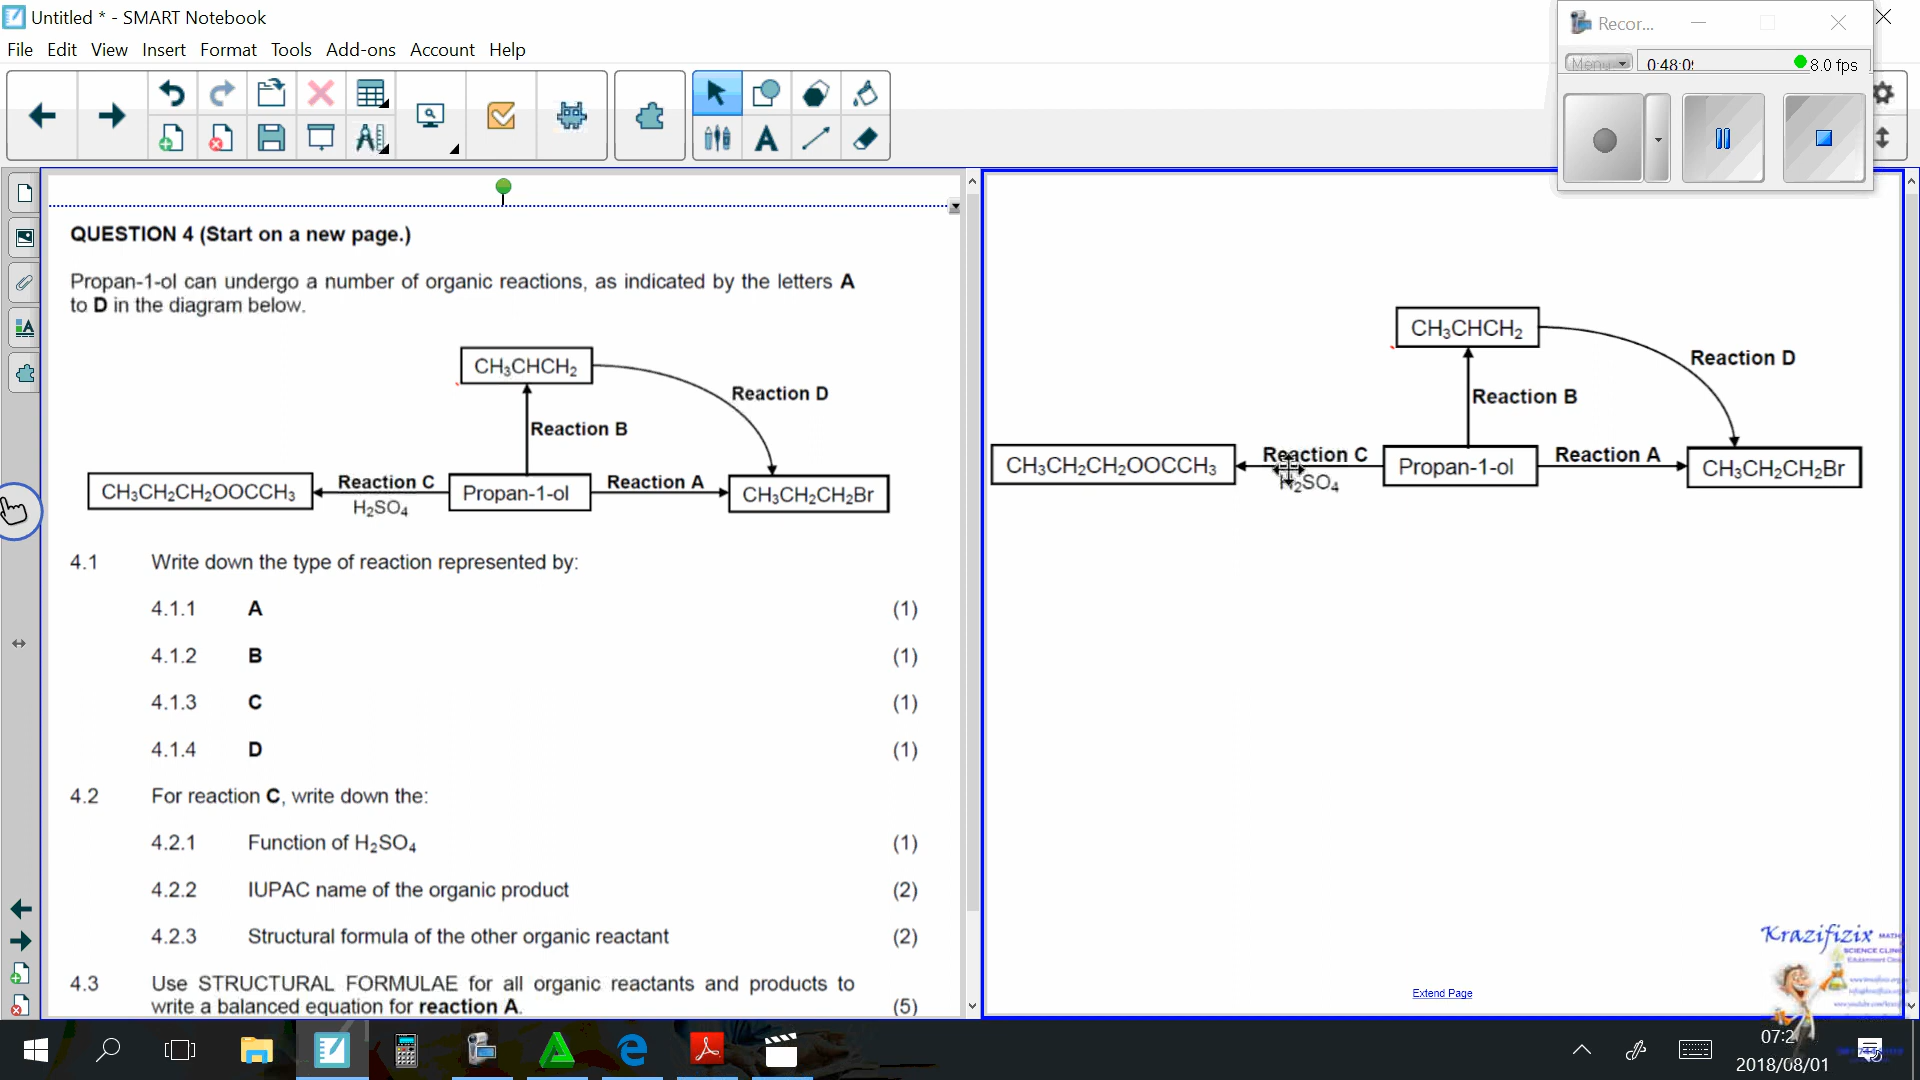 Untitled * - SMART Notebook
File Edit View Insert Format Tools Add-ons Account Help
Recor...
Menu
0:48:0
8.0 fps
QUESTION 4 (Start on a new page.)
Propan-1-ol can undergo a number of organic reactions, as indicated by the letters A
to D in the diagram below.
CH₃CHCH₂
Reaction D
Reaction B
CH₃CH₂CH₂OOCCH₃
Reaction C
H₂SO₄
Propan-1-ol
Reaction A
CH₃CH₂CH₂Br
4.1 Write down the type of reaction represented by:
4.1.1 A (1)
4.1.2 B (1)
4.1.3 C (1)
4.1.4 D (1)
4.2 For reaction C, write down the:
4.2.1 Function of H₂SO₄ (1)
4.2.2 IUPAC name of the organic product (2)
4.2.3 Structural formula of the other organic reactant (2)
4.3 Use STRUCTURAL FORMULAE for all organic reactants and products to
write a balanced equation for reaction A. (5)
CH₃CHCH₂
Reaction D
Reaction B
CH₃CH₂CH₂OOCCH₃
Reaction C
H₂SO₄
Propan-1-ol
Reaction A
CH₃CH₂CH₂Br
Extend Page
Krazifizix MATH
SCIENCE CLINIC
07:2
2018/08/01